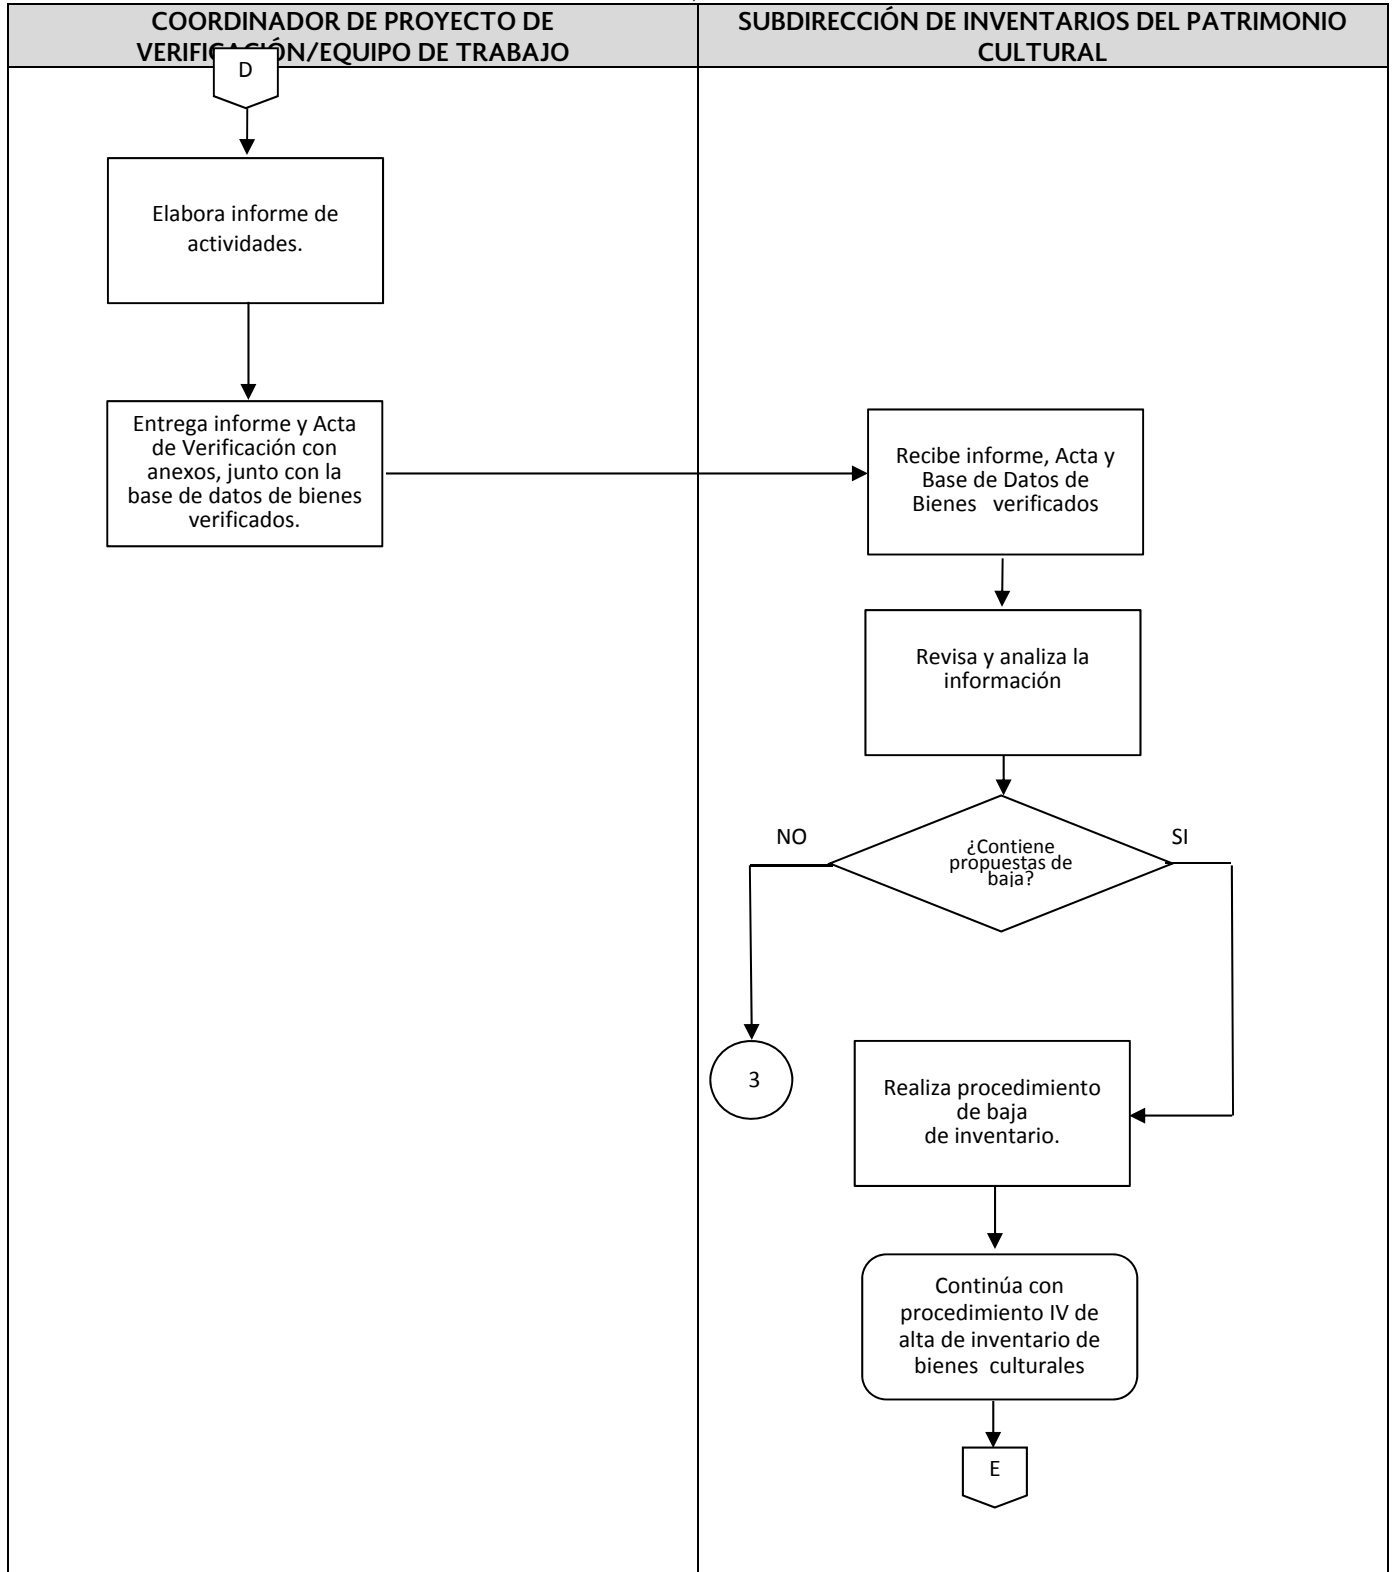 COORDINADOR DE PROYECTO DE
VERIFICACIÓN/EQUIPO DE TRABAJO
SUBDIRECCIÓN DE INVENTARIOS DEL PATRIMONIO
CULTURAL
D
Elabora informe de
actividades.
Entrega informe y Acta
de Verificación con
anexos, junto con la
base de datos de bienes
verificados.
Recibe informe, Acta y
Base de Datos de
Bienes verificados
Revisa y analiza la
información
NO
SI
¿Contiene
propuestas de
baja?
3
Realiza procedimiento
de baja
de inventario.
Continúa con
procedimiento IV de
alta de inventario de
bienes culturales
E